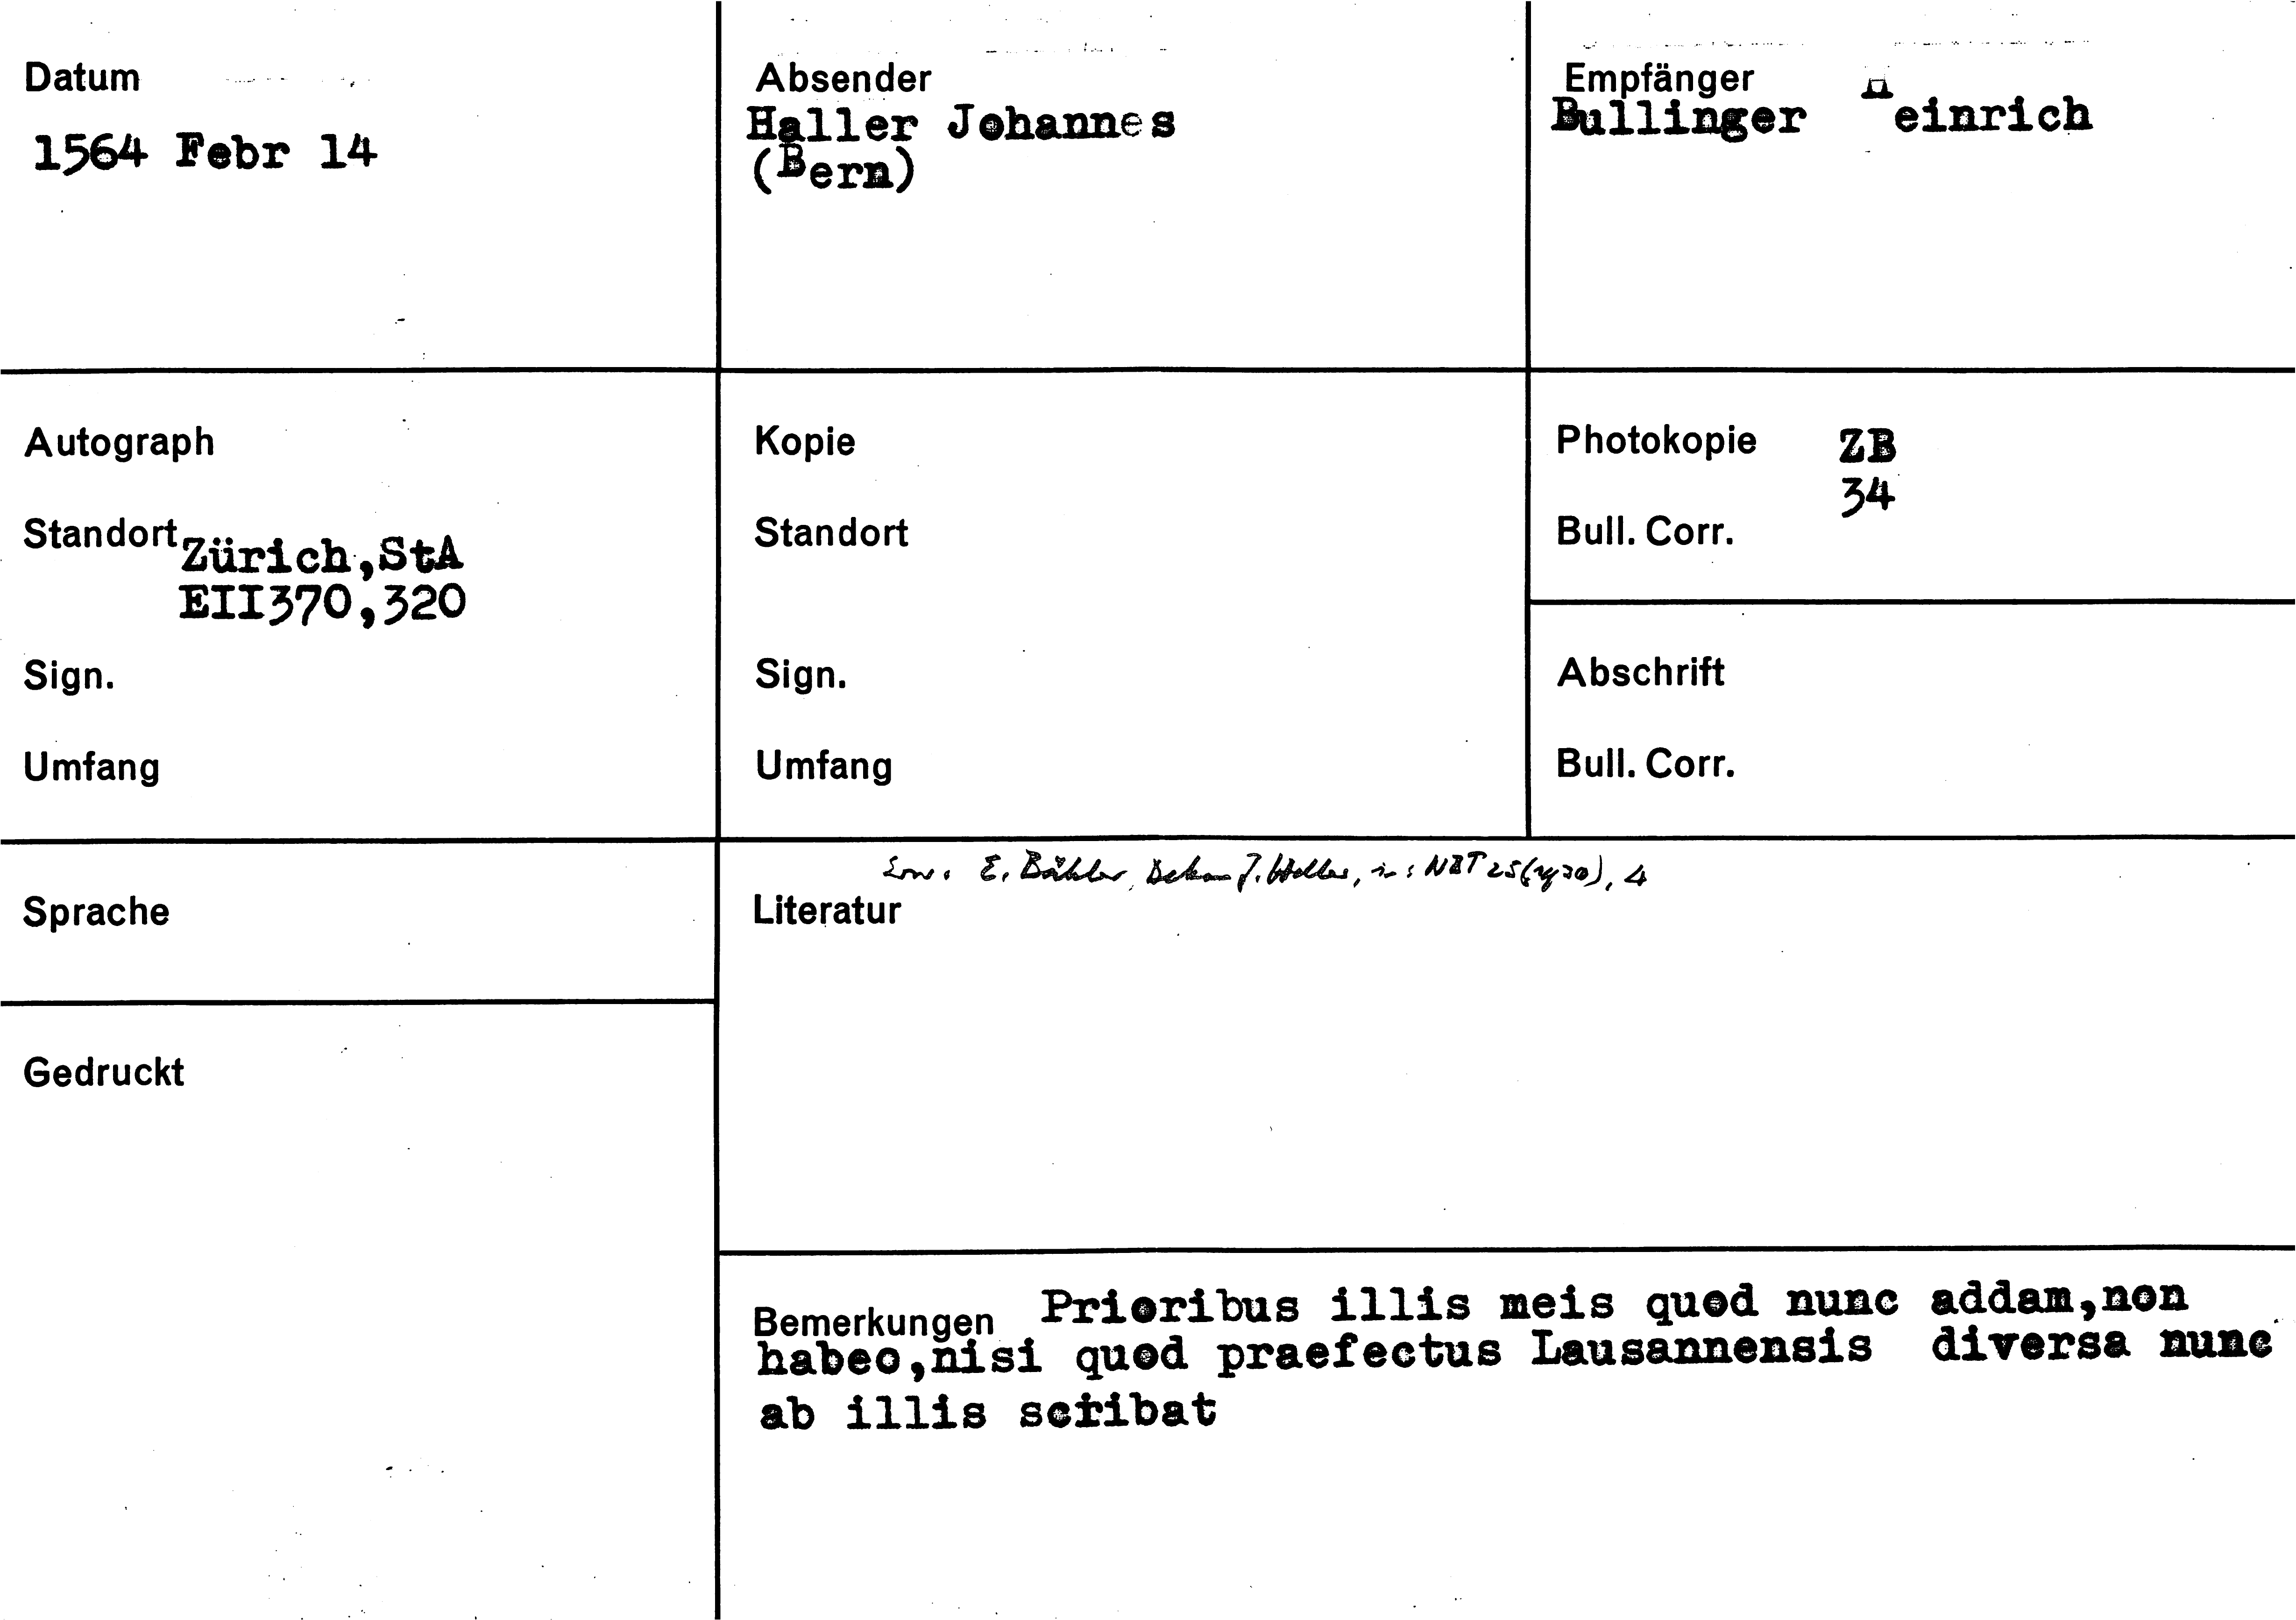 Datum
1564 Febr 14
Absender
Haller Johannes
(Bern)
Empfänger
Bullinger Heinrich
Autograph
Standort Zürich,StA
EII370,320
Sign.
Umfang
Kopie
Standort
Sign.
Umfang
Photokopie ZB
34
Bull. Corr.
Abschrift
Bull. Corr.
Sprache
Gedruckt
E. Bähler, Dekan J. Haller, in: NBT 25 (1920), 4
Literatur
Bemerkungen Prioribus illis meis quod nunc addam,non
habeo,nisi quod praefectus Lausannensis diversa nunc
ab illis scribat